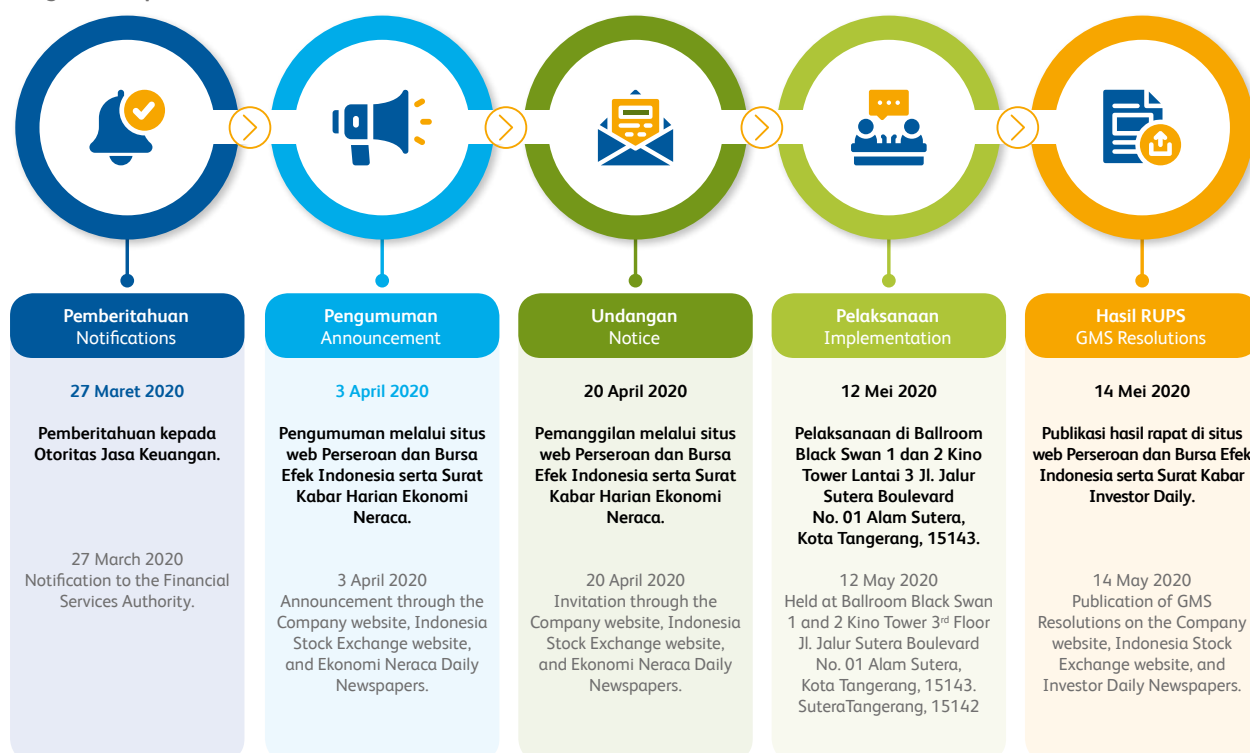 Pemberitahuan
Notifications
27 Maret 2020
Pemberitahuan kepada
Otoritas Jasa Keuangan.
27 March 2020
Notification to the Financial
Services Authority.
Pengumuman
Announcement
3 April 2020
Pengumuman melalui situs
web Perseroan dan Bursa
Efek Indonesia serta Surat
Kabar Harian Ekonomi
Neraca.
3 April 2020
Announcement through the
Company website, Indonesia
Stock Exchange website,
and Ekonomi Neraca Daily
Newspapers.
Undangan
Notice
20 April 2020
Pemanggilan melalui situs
web Perseroan dan Bursa
Efek Indonesia serta Surat
Kabar Harian Ekonomi
Neraca.
20 April 2020
Invitation through the
Company website, Indonesia
Stock Exchange website,
and Ekonomi Neraca Daily
Newspapers.
Pelaksanaan
Implementation
12 Mei 2020
Pelaksanaan di Ballroom
Black Swan 1 dan 2 Kino
Tower Lantai 3 Jl. Jalur
Sutera Boulevard
No. 01 Alam Sutera,
Kota Tangerang, 15143.
12 May 2020
Held at Ballroom Black Swan
1 and 2 Kino Tower 3rd Floor
Jl. Jalur Sutera Boulevard
No. 01 Alam Sutera,
Kota Tangerang, 15143.
SuteraTangerang, 15142
Hasil RUPS
GMS Resolutions
14 Mei 2020
Publikasi hasil rapat di situs
web Perseroan dan Bursa Efek
Indonesia serta Surat Kabar
Investor Daily.
14 May 2020
Publication of GMS
Resolutions on the Company
website, Indonesia Stock
Exchange website, and
Investor Daily Newspapers.